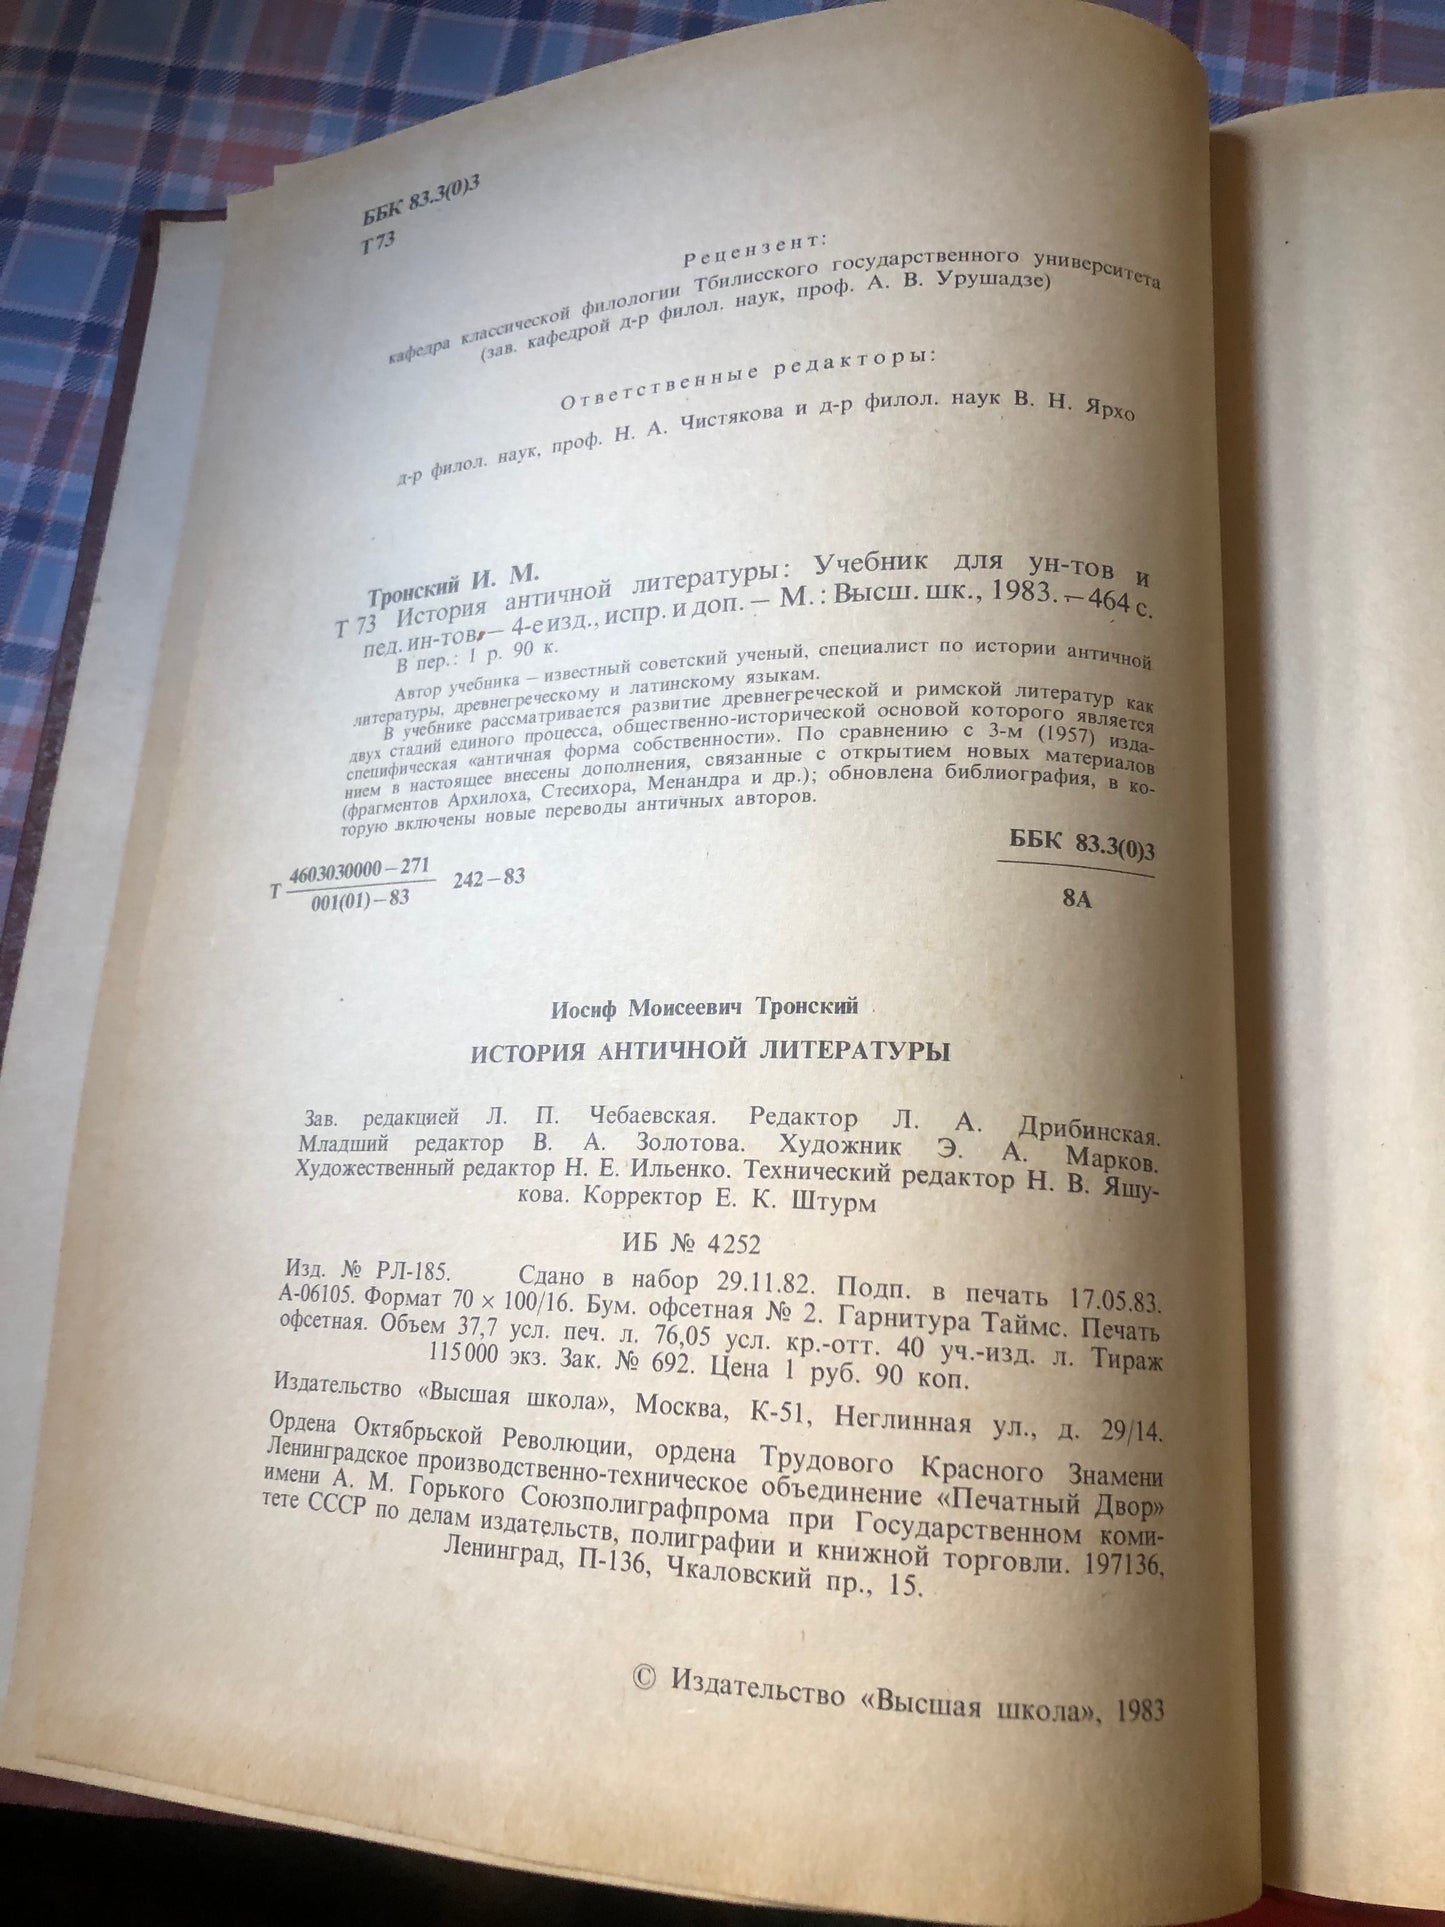 ББК 83.3(0)3
Т 73
Рецензент:
кафедра классической филологии Тбилисского государственного университета
(зав. кафедрой д-р филол. наук, проф. А. В. Урушадзе)
Ответственные редакторы:
д-р филол. наук, проф. Н. А. Чистякова и д-р филол. наук В. Н. Ярхо
Тронский И. М.
Т 73 История античной литературы: Учебник для ун-тов и
пед. ин-тов. — 4-е изд., испр. и доп. — М.: Высш. шк., 1983. — 464 с.
В пер.: 1 р. 90 к.
Автор учебника — известный советский ученый, специалист по истории античной
литературы, древнегреческому и латинскому языкам.
В учебнике рассматривается развитие древнегреческой и римской литератур как
двух стадий единого процесса, общественно-исторической основой которого является
специфическая «античная форма собственности». По сравнению с 3-м (1957) изда-
нием в настоящее внесены дополнения, связанные с открытием новых материалов
(фрагментов Архилоха, Стесихора, Менандра и др.); обновлена библиография, в ко-
торую включены новые переводы античных авторов.
Т 4603030000 — 271 / 001(01) — 83 242 — 83
ББК 83.3(0)3
8А
Иосиф Моисеевич Тронский
ИСТОРИЯ АНТИЧНОЙ ЛИТЕРАТУРЫ
Зав. редакцией Л. П. Чебаевская. Редактор Л. А. Дрибинская.
Младший редактор В. А. Золотова. Художник Э. А. Марков.
Художественный редактор Н. Е. Ильенко. Технический редактор Н. В. Яшу-
кова. Корректор Е. К. Штурм
ИБ № 4252
Изд. № РЛ-185. Сдано в набор 29.11.82. Подп. в печать 17.05.83.
А-06105. Формат 70 × 100/16. Бум. офсетная № 2. Гарнитура Таймс. Печать
офсетная. Объем 37,7 усл. печ. л. 76,05 усл. кр.-отт. 40 уч.-изд. л. Тираж
115 000 экз. Зак. № 692. Цена 1 руб. 90 коп.
Издательство «Высшая школа», Москва, К-51, Неглинная ул., д. 29/14.
Ордена Октябрьской Революции, ордена Трудового Красного Знамени
Ленинградское производственно-техническое объединение «Печатный Двор»
имени А. М. Горького Союзполиграфпрома при Государственном коми-
тете СССР по делам издательств, полиграфии и книжной торговли. 197136,
Ленинград, П-136, Чкаловский пр., 15.
© Издательство «Высшая школа», 1983